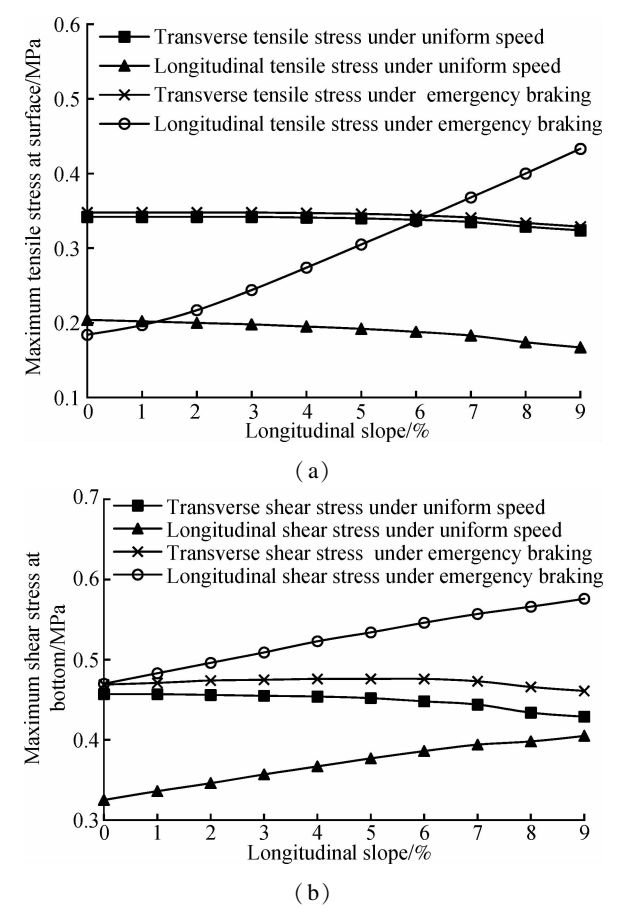 0.6
Transverse tensile stress under uniform speed
Longitudinal tensile stress under uniform speed
Transverse tensile stress under emergency braking
Longitudinal tensile stress under emergency braking
0.5
0.4
0.3
0.2
0.1
Maximum tensile stress at surface/MPa
0 1 2 3 4 5 6 7 8 9
Longitudinal slope/%
(a)
0.7
Transverse shear stress under uniform speed
Longitudinal shear stress under uniform speed
Transverse shear stress under emergency braking
Longitudinal shear stress under emergency braking
0.6
0.5
0.4
0.3
Maximum shear stress at
bottom/MPa
0 1 2 3 4 5 6 7 8 9
Longitudinal slope/%
(b)